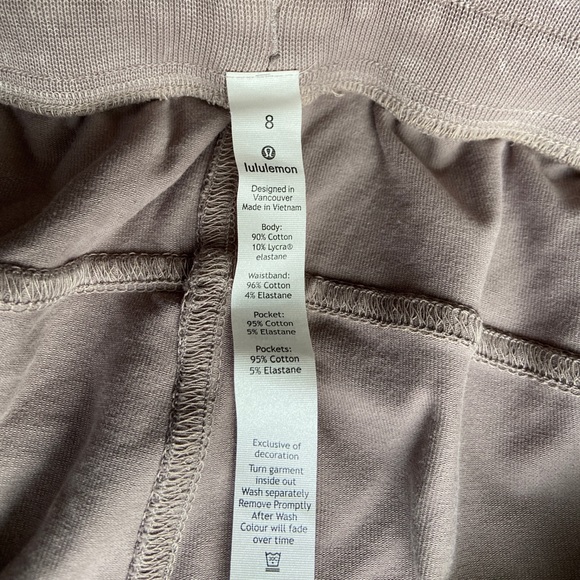 8
lululemon
Designed in
Vancouver
Made in Vietnam
Body:
90% Cotton
10% Lycra®
elastane
Waistband:
96% Cotton
4% Elastane
Pocket:
95% Cotton
5% Elastane
Pockets:
95% Cotton
5% Elastane
Exclusive of
decoration
Turn garment
inside out
Wash separately
Remove Promptly
After Wash
Colour will fade
over time
30C